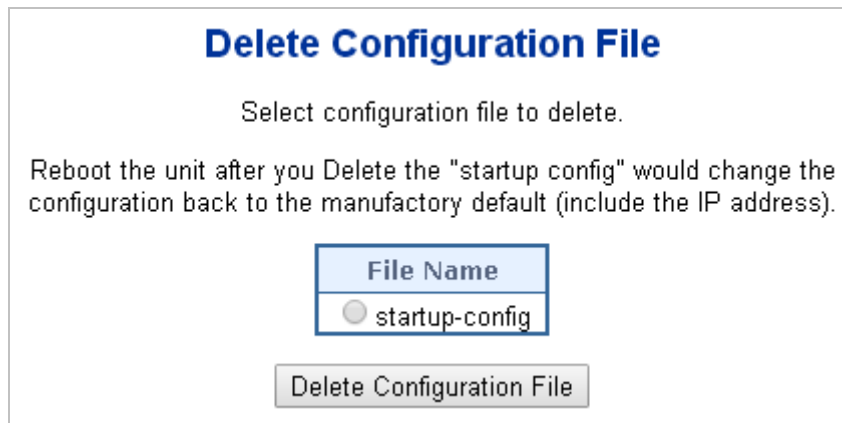 Delete Configuration File
Select configuration file to delete.
Reboot the unit after you Delete the "startup config" would change the
configuration back to the manufactory default (include the IP address).
File Name
startup-config
Delete Configuration File